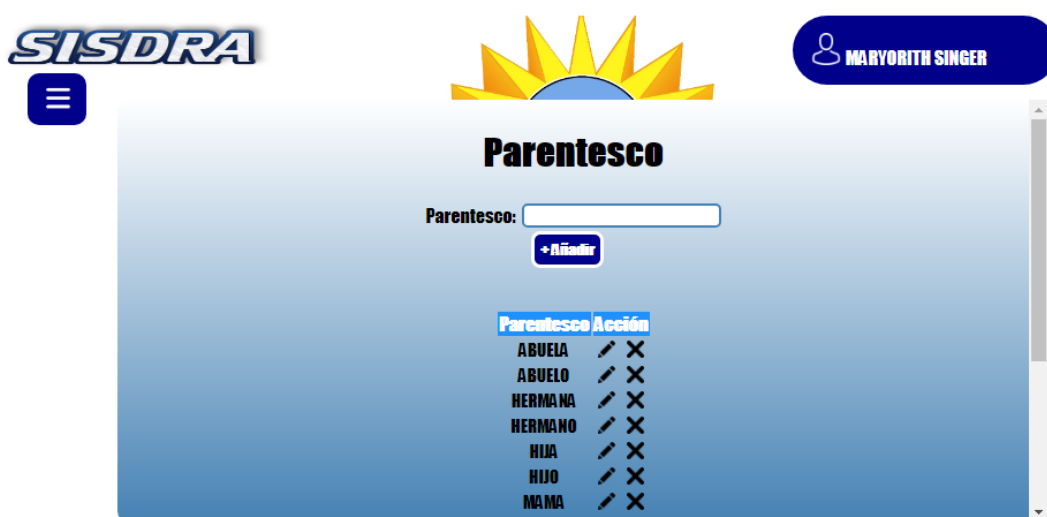 SISDRA
MARYORITH SINGER
Parentesco
Parentesco:
+Añadir
Parentesco Acción
ABUELA
ABUELO
HERMANA
HERMANO
HIJA
HIJO
MAMA